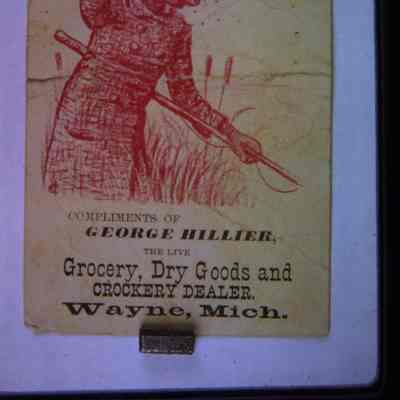 COMPLIMENTS OF
GEORGE HILLIER,
THE LIVE
Grocery, Dry Goods and
CROCKERY DEALER.
Wayne, Mich.